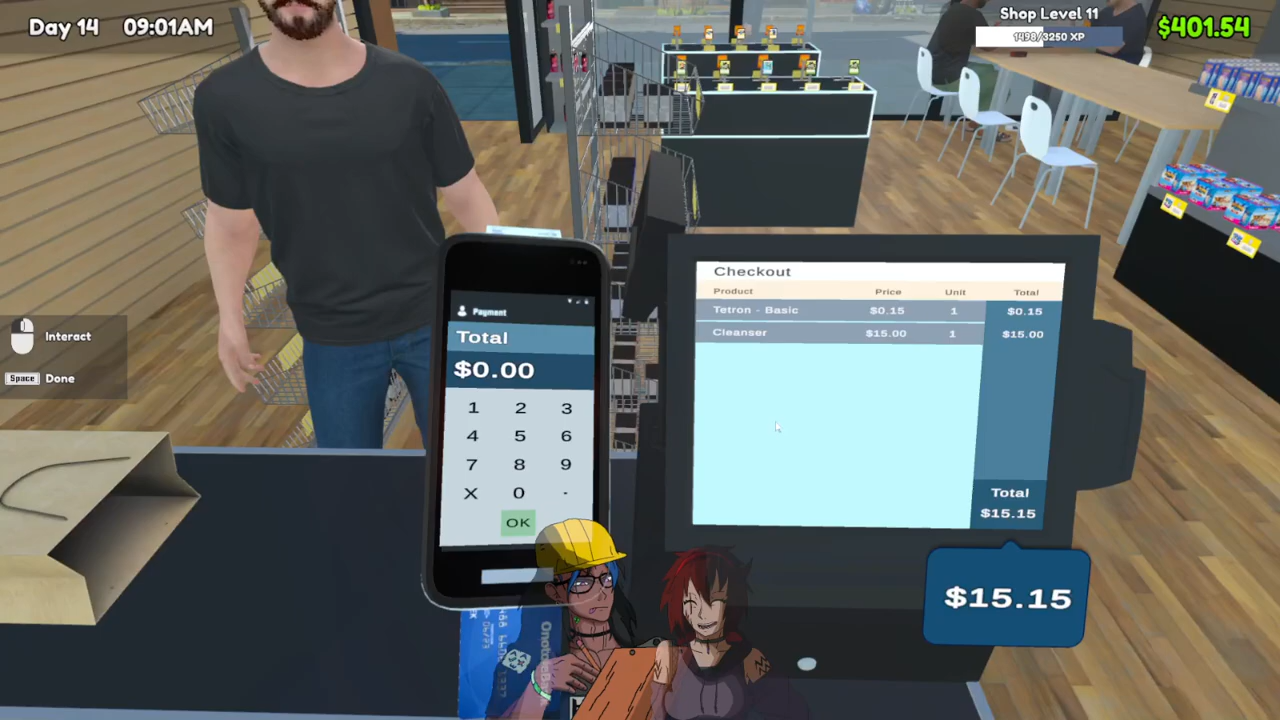 Day 14 09:01AM
Shop Level 11
1498/3250 XP
$401.54
Interact
Space Done
Payment
Total
$0.00
1 2 3
4 5 6
7 8 9
X 0 .
OK
Checkout
Product Price Unit Total
Tetron - Basic $0.15 1 $0.15
Cleanser $15.00 1 $15.00
Total
$15.15
$15.15